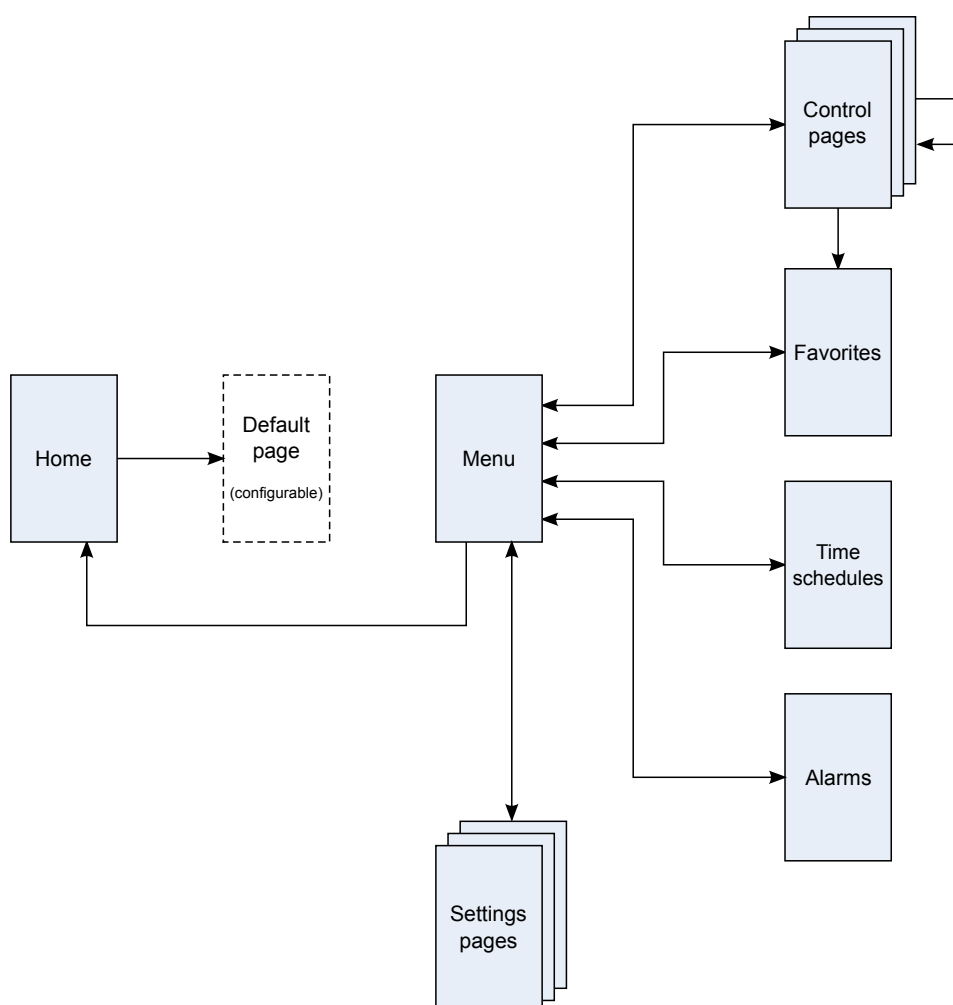 Control
pages
Favorites
Home
Default
page
(configurable)
Menu
Time
schedules
Alarms
Settings
pages